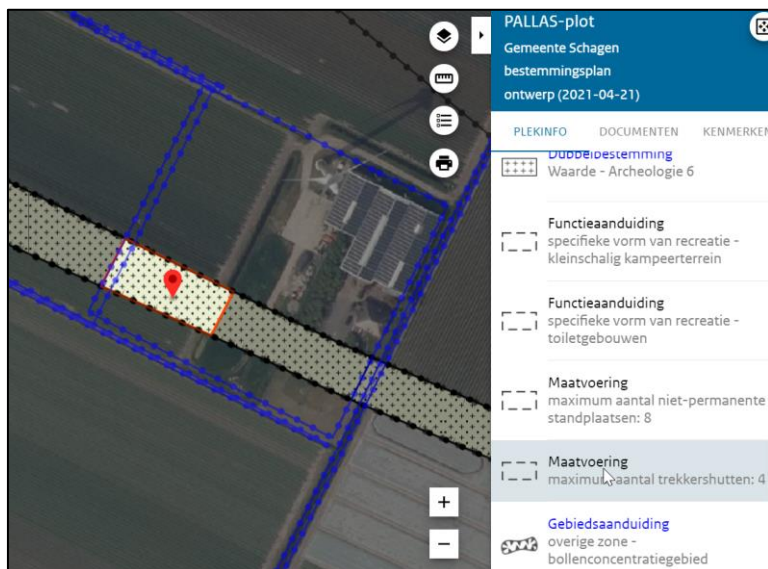 PALLAS-plot
Gemeente Schagen
bestemmingsplan
ontwerp (2021-04-21)
PLEKINFO DOCUMENTEN KENMERKEN
Dubbelbestemming
Waarde - Archeologie 6
Functieaanduiding
specifieke vorm van recreatie -
kleinschalig kampeerterrein
Functieaanduiding
specifieke vorm van recreatie -
toiletgebouwen
Maatvoering
maximum aantal niet-permanente
standplaatsen: 8
Maatvoering
maximum aantal trekkershutten: 4
Gebiedsaanduiding
overige zone -
bollenconcentratiegebied